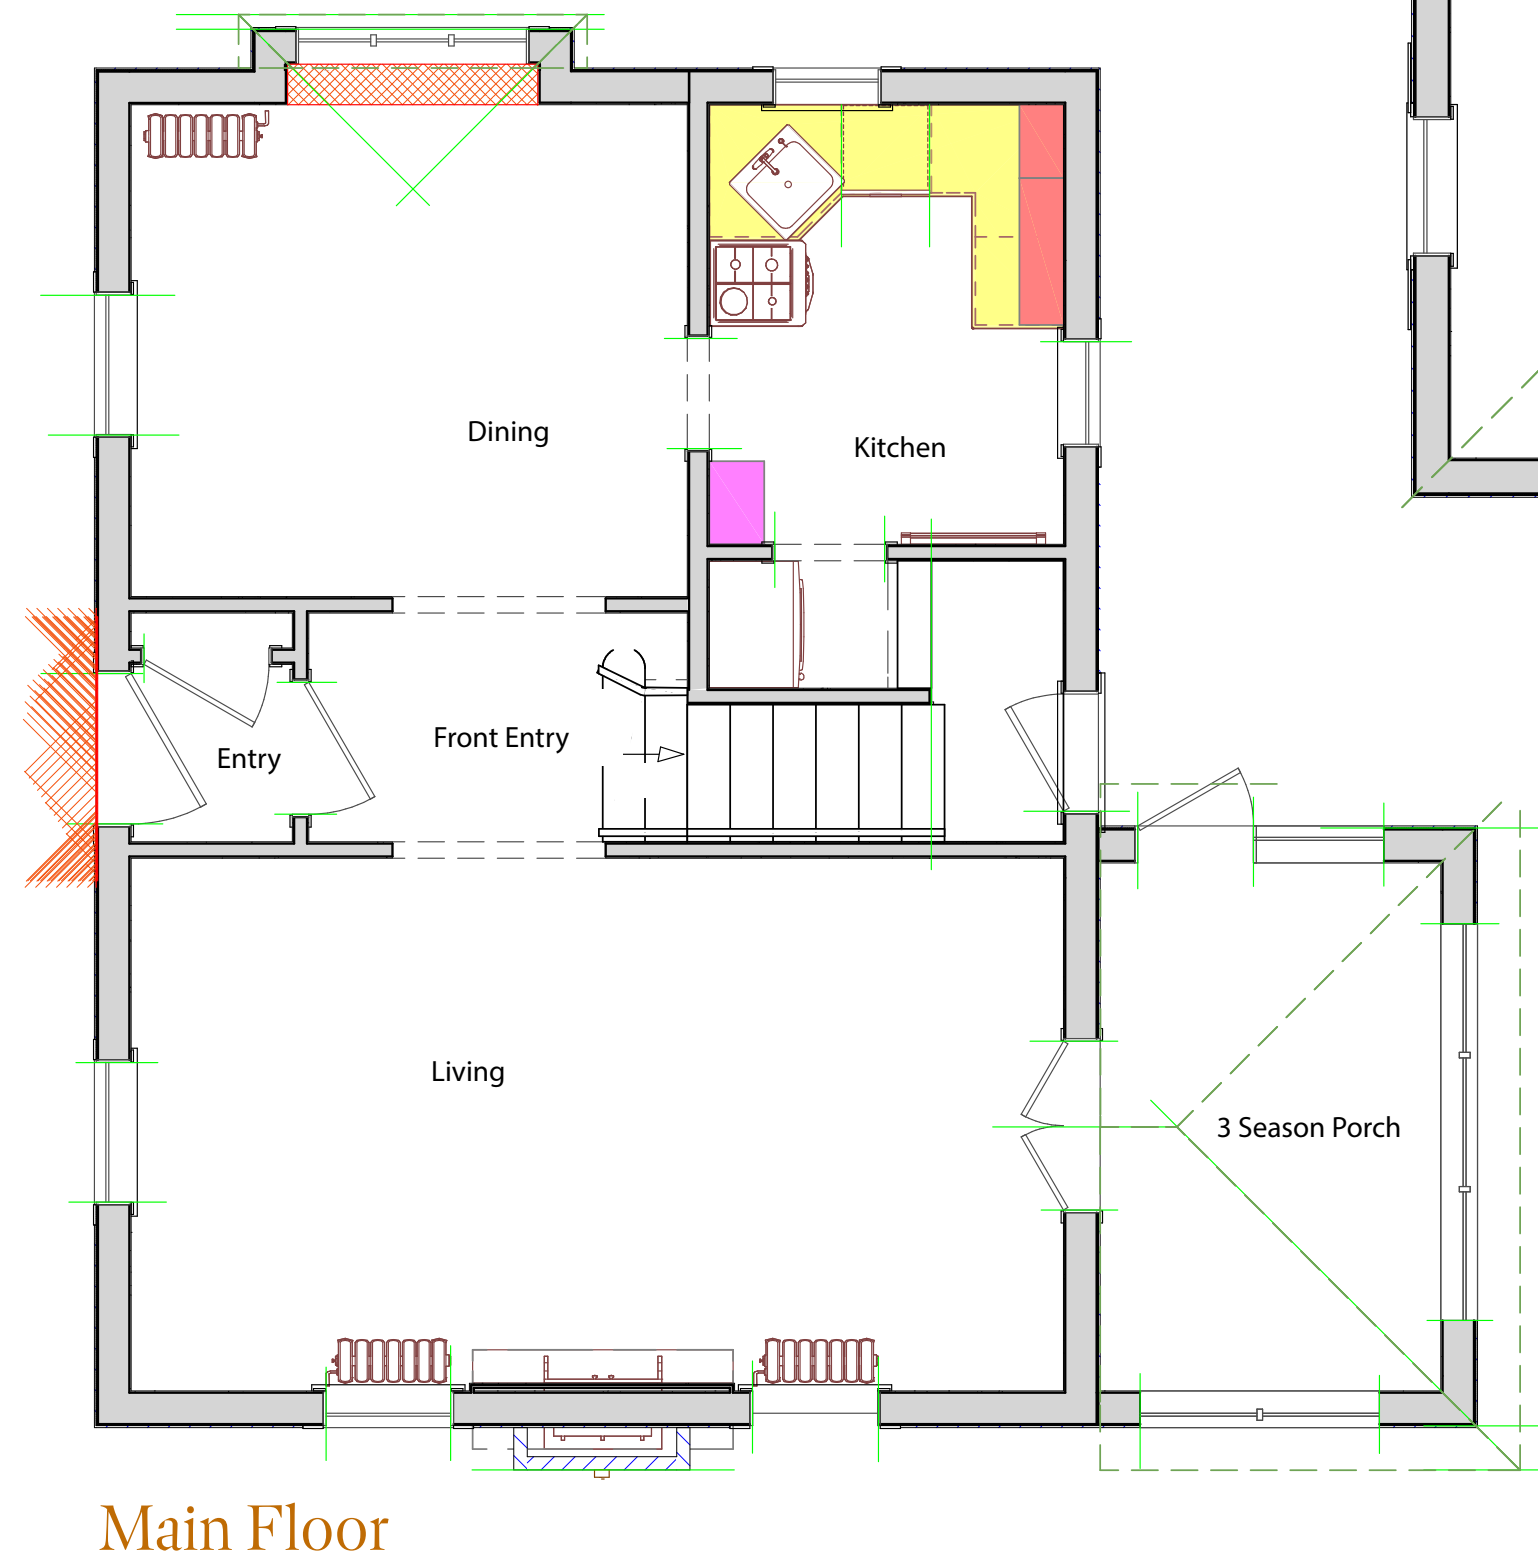 Dining
Kitchen
Front Entry
Entry
Living
3 Season Porch
Main Floor